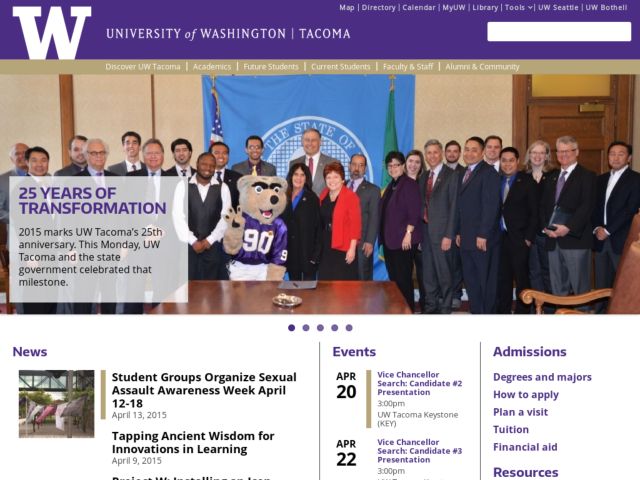 Map | Directory | Calendar | MyUW | Library | Tools | UW Seattle | UW Bothell
W
UNIVERSITY of WASHINGTON | TACOMA
Discover UW Tacoma | Academics | Future Students | Current Students | Faculty & Staff | Alumni & Community
THE STATE OF
25 YEARS OF
TRANSFORMATION
2015 marks UW Tacoma's 25th
anniversary. This Monday, UW
Tacoma and the state
government celebrated that
milestone.
90
News
Student Groups Organize Sexual
Assault Awareness Week April
12-18
April 13, 2015
Tapping Ancient Wisdom for
Innovations in Learning
April 9, 2015
Events
APR
20
Vice Chancellor
Search: Candidate #2
Presentation
3:00pm
UW Tacoma Keystone
(KEY)
APR
22
Vice Chancellor
Search: Candidate #3
Presentation
3:00pm
UW Tacoma Keystone
Admissions
Degrees and majors
How to apply
Plan a visit
Tuition
Financial aid
Resources